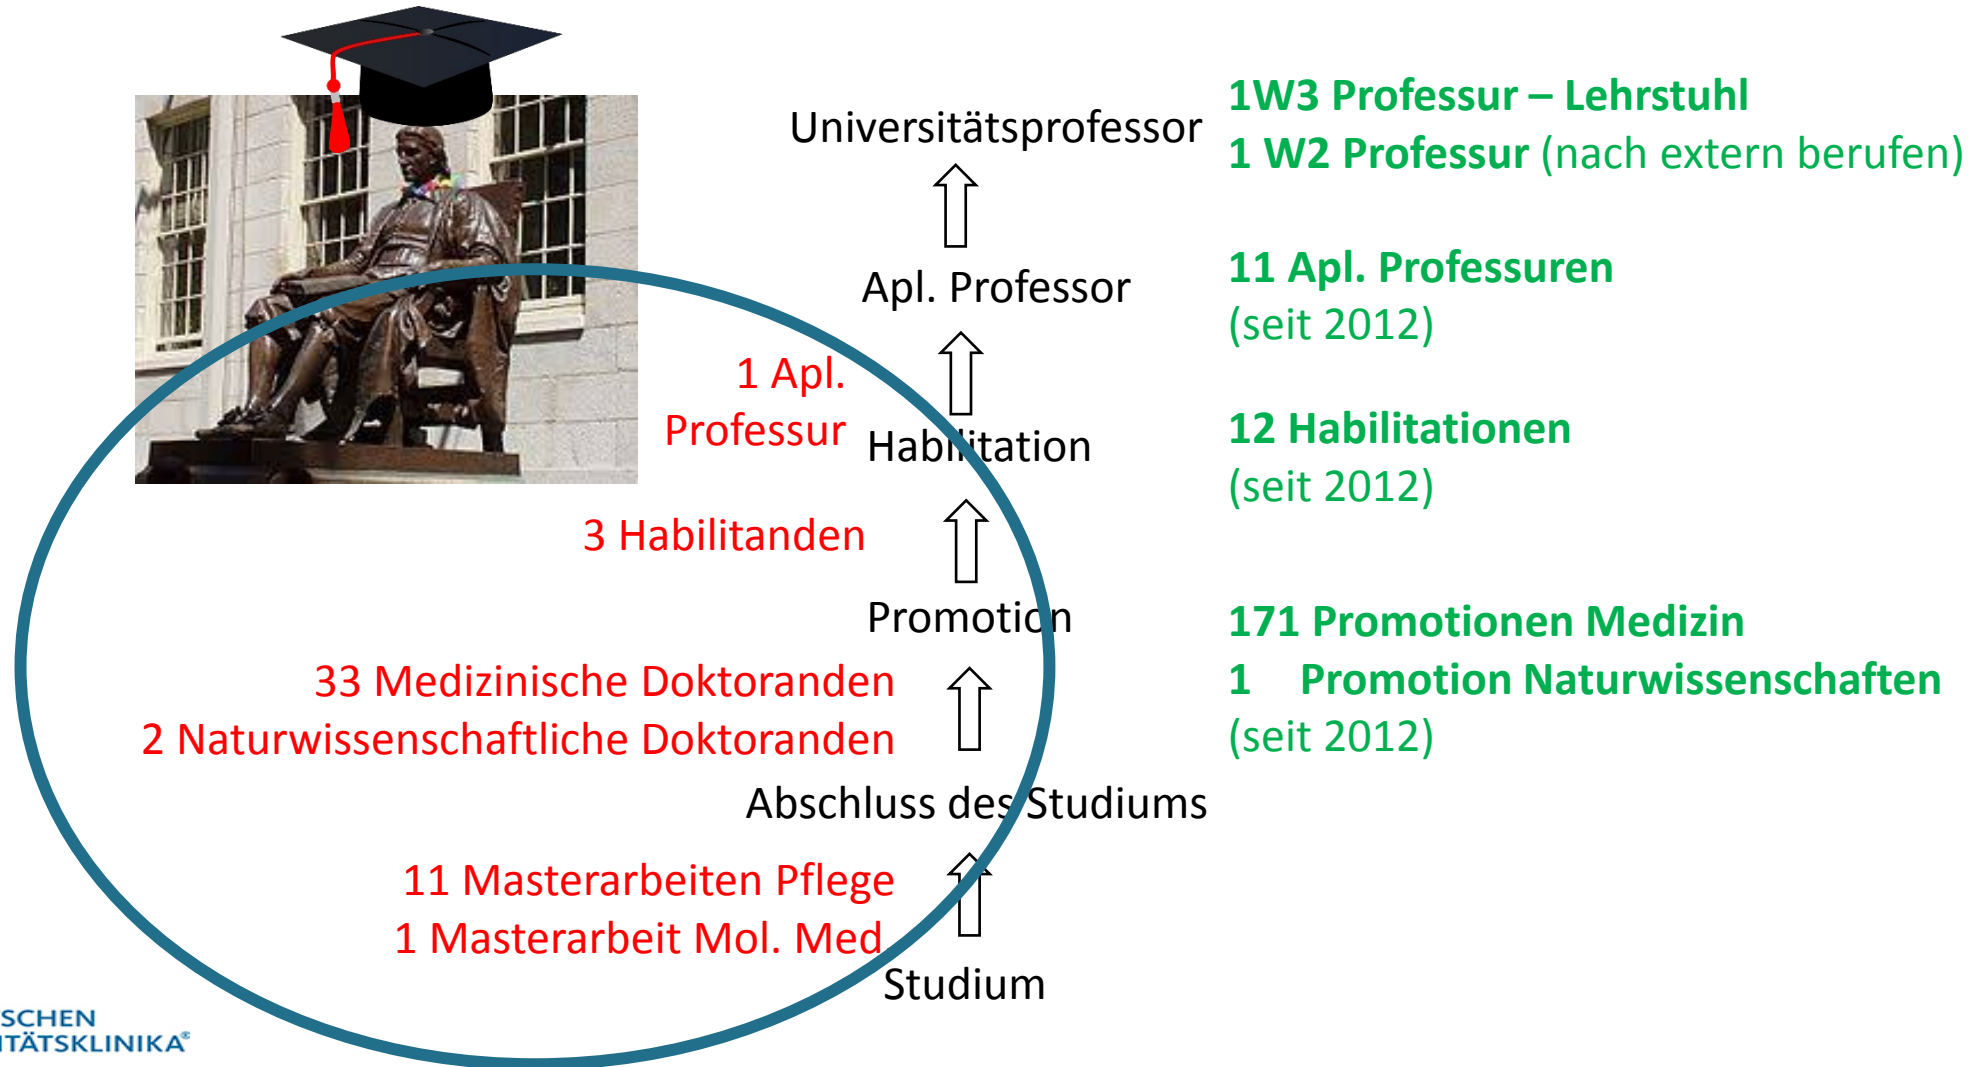 Universitätsprofessor
1W3 Professur – Lehrstuhl
1 W2 Professur (nach extern berufen)
Apl. Professor
11 Apl. Professuren
(seit 2012)
1 Apl.
Professur
Habilitation
12 Habilitationen
(seit 2012)
3 Habilitanden
Promotion
171 Promotionen Medizin
1 Promotion Naturwissenschaften
(seit 2012)
33 Medizinische Doktoranden
2 Naturwissenschaftliche Doktoranden
Abschluss des Studiums
11 Masterarbeiten Pflege
1 Masterarbeit Mol. Med.
Studium
SCHEN
ITÄTSKLINIKA®